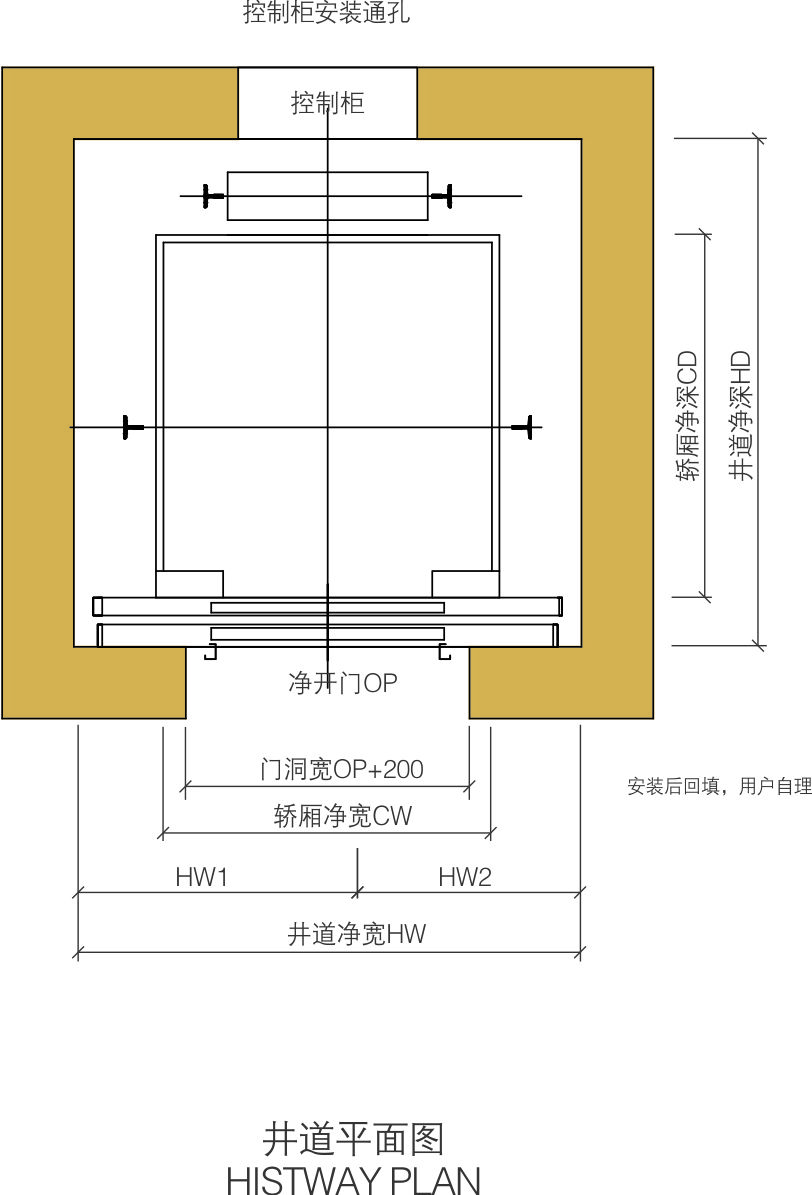 控制柜安装通孔
控制柜
轿厢净深CD
井道净深HD
净开门OP
门洞宽OP+200
安装后回填，用户自理
轿厢净宽CW
HW1
HW2
井道净宽HW
井道平面图
HISTWAY PLAN